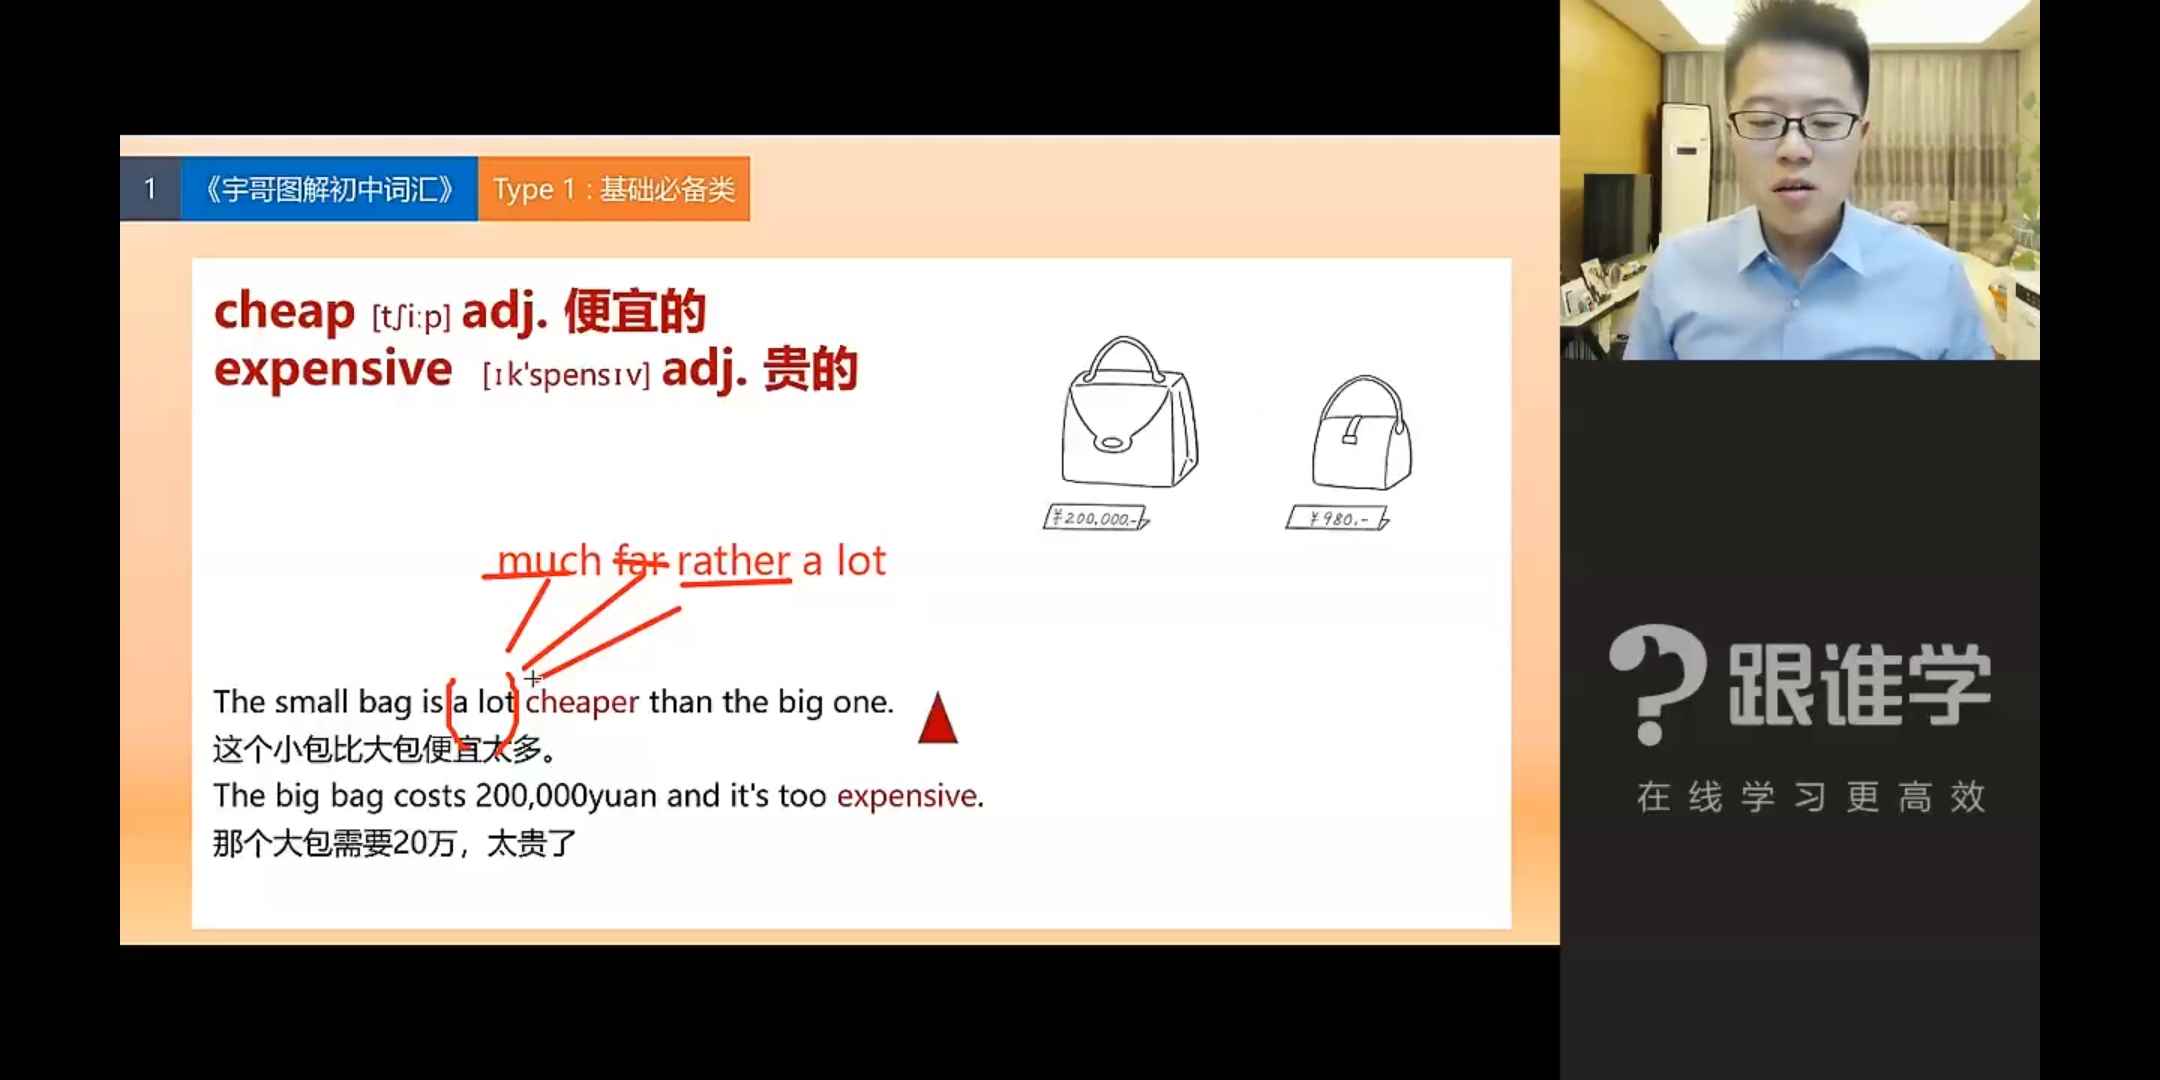 1 《宇哥图解初中词汇》 Type 1 : 基础必备类
cheap [tʃi:p] adj. 便宜的
expensive [ɪk'spensɪv] adj. 贵的
¥200,000.- ¥980.-
much far rather a lot
The small bag is a lot cheaper than the big one.
这个小包比大包便宜太多。
The big bag costs 200,000yuan and it's too expensive.
那个大包需要20万，太贵了
跟谁学
在线学习更高效